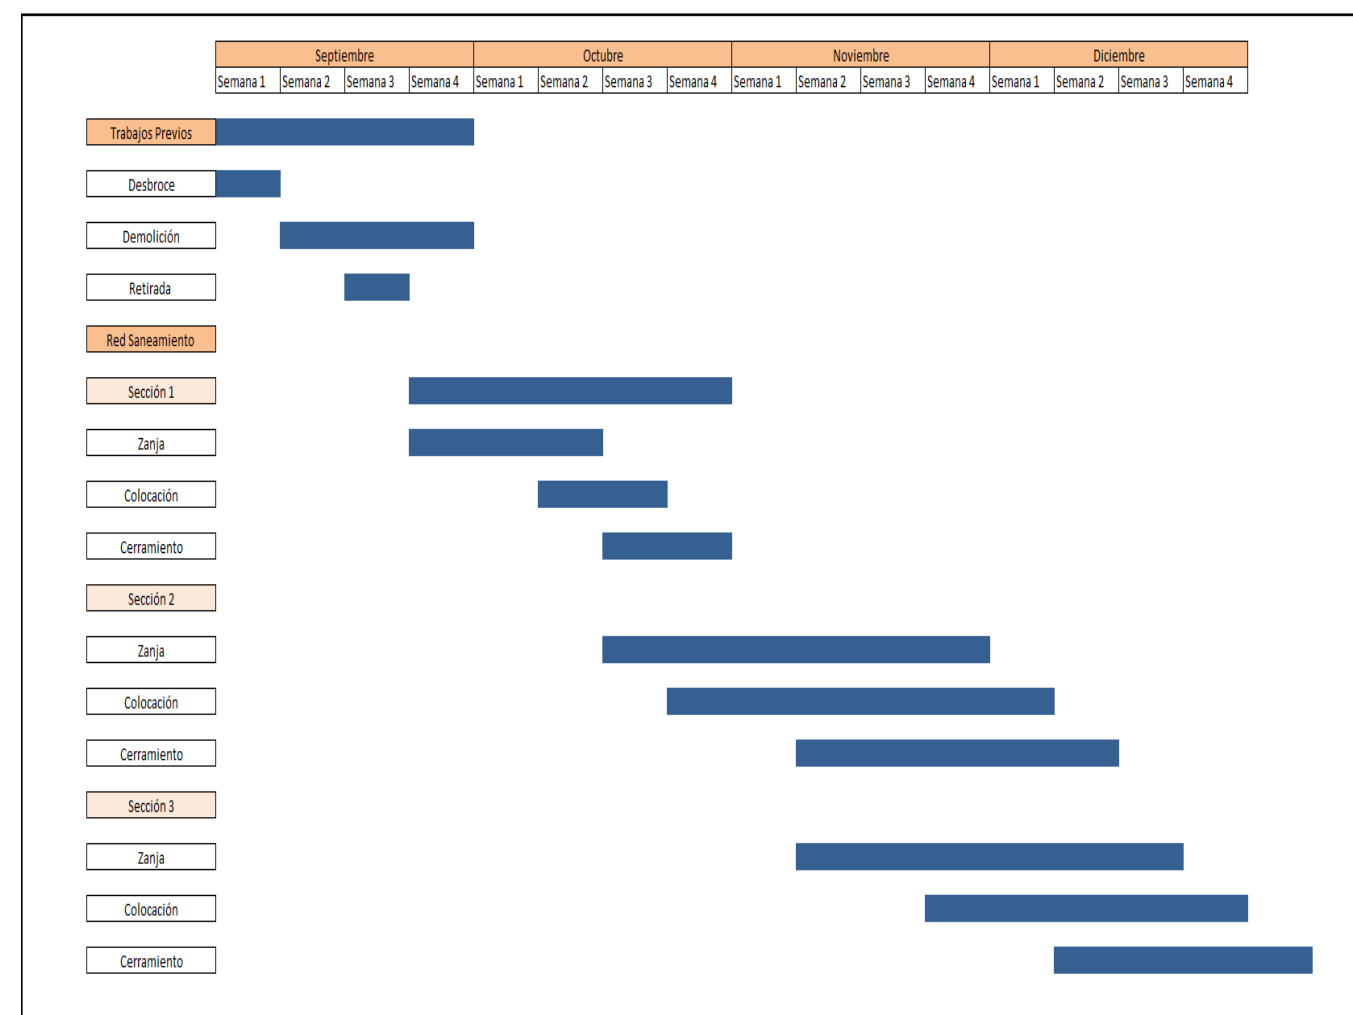 Septiembre Octubre Noviembre Diciembre
Semana 1 Semana 2 Semana 3 Semana 4 Semana 1 Semana 2 Semana 3 Semana 4 Semana 1 Semana 2 Semana 3 Semana 4 Semana 1 Semana 2 Semana 3 Semana 4
Trabajos Previos
Desbroce
Demolición
Retirada
Red Saneamiento
Sección 1
Zanja
Colocación
Cerramiento
Sección 2
Zanja
Colocación
Cerramiento
Sección 3
Zanja
Colocación
Cerramiento